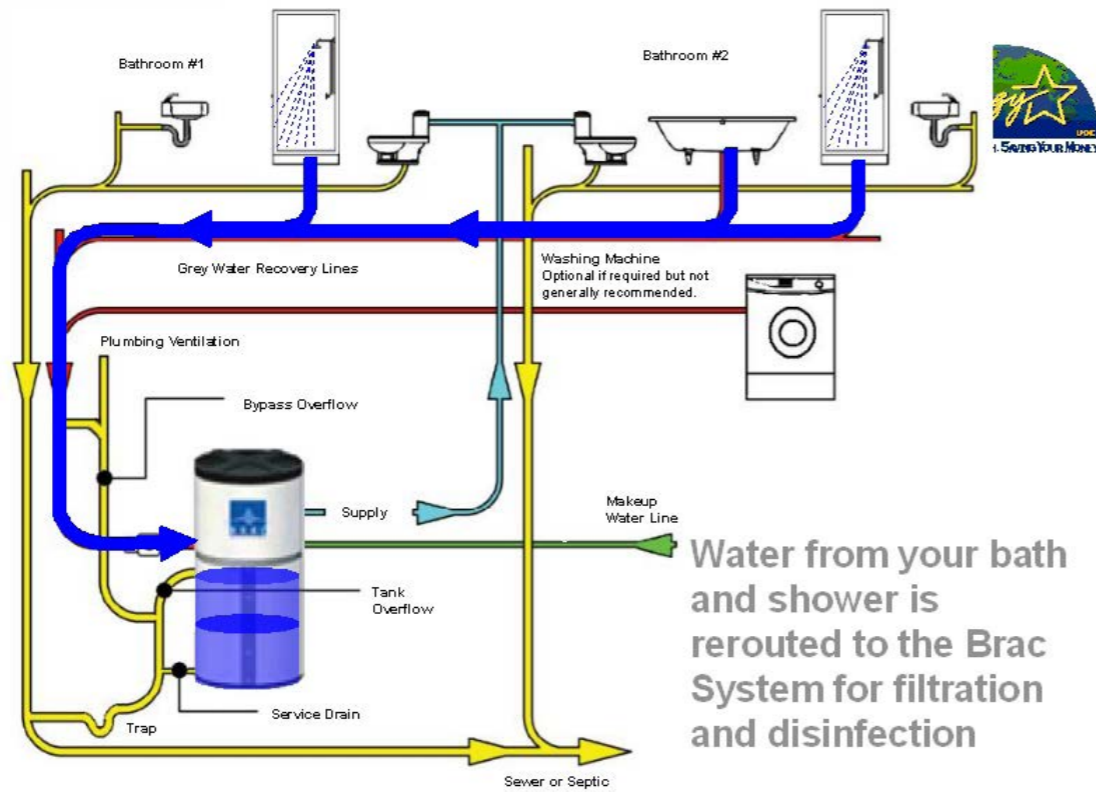 Bathroom #1
Bathroom #2
gy
SAVING YOUR MONEY
Grey Water Recovery Lines
Washing Machine
Optional if required but not
generally recommended.
Plumbing Ventilation
Bypass Overflow
Supply
Makeup
Water Line
Tank
Overflow
Service Drain
Trap
Sewer or Septic
Water from your bath
and shower is
rerouted to the Brac
System for filtration
and disinfection